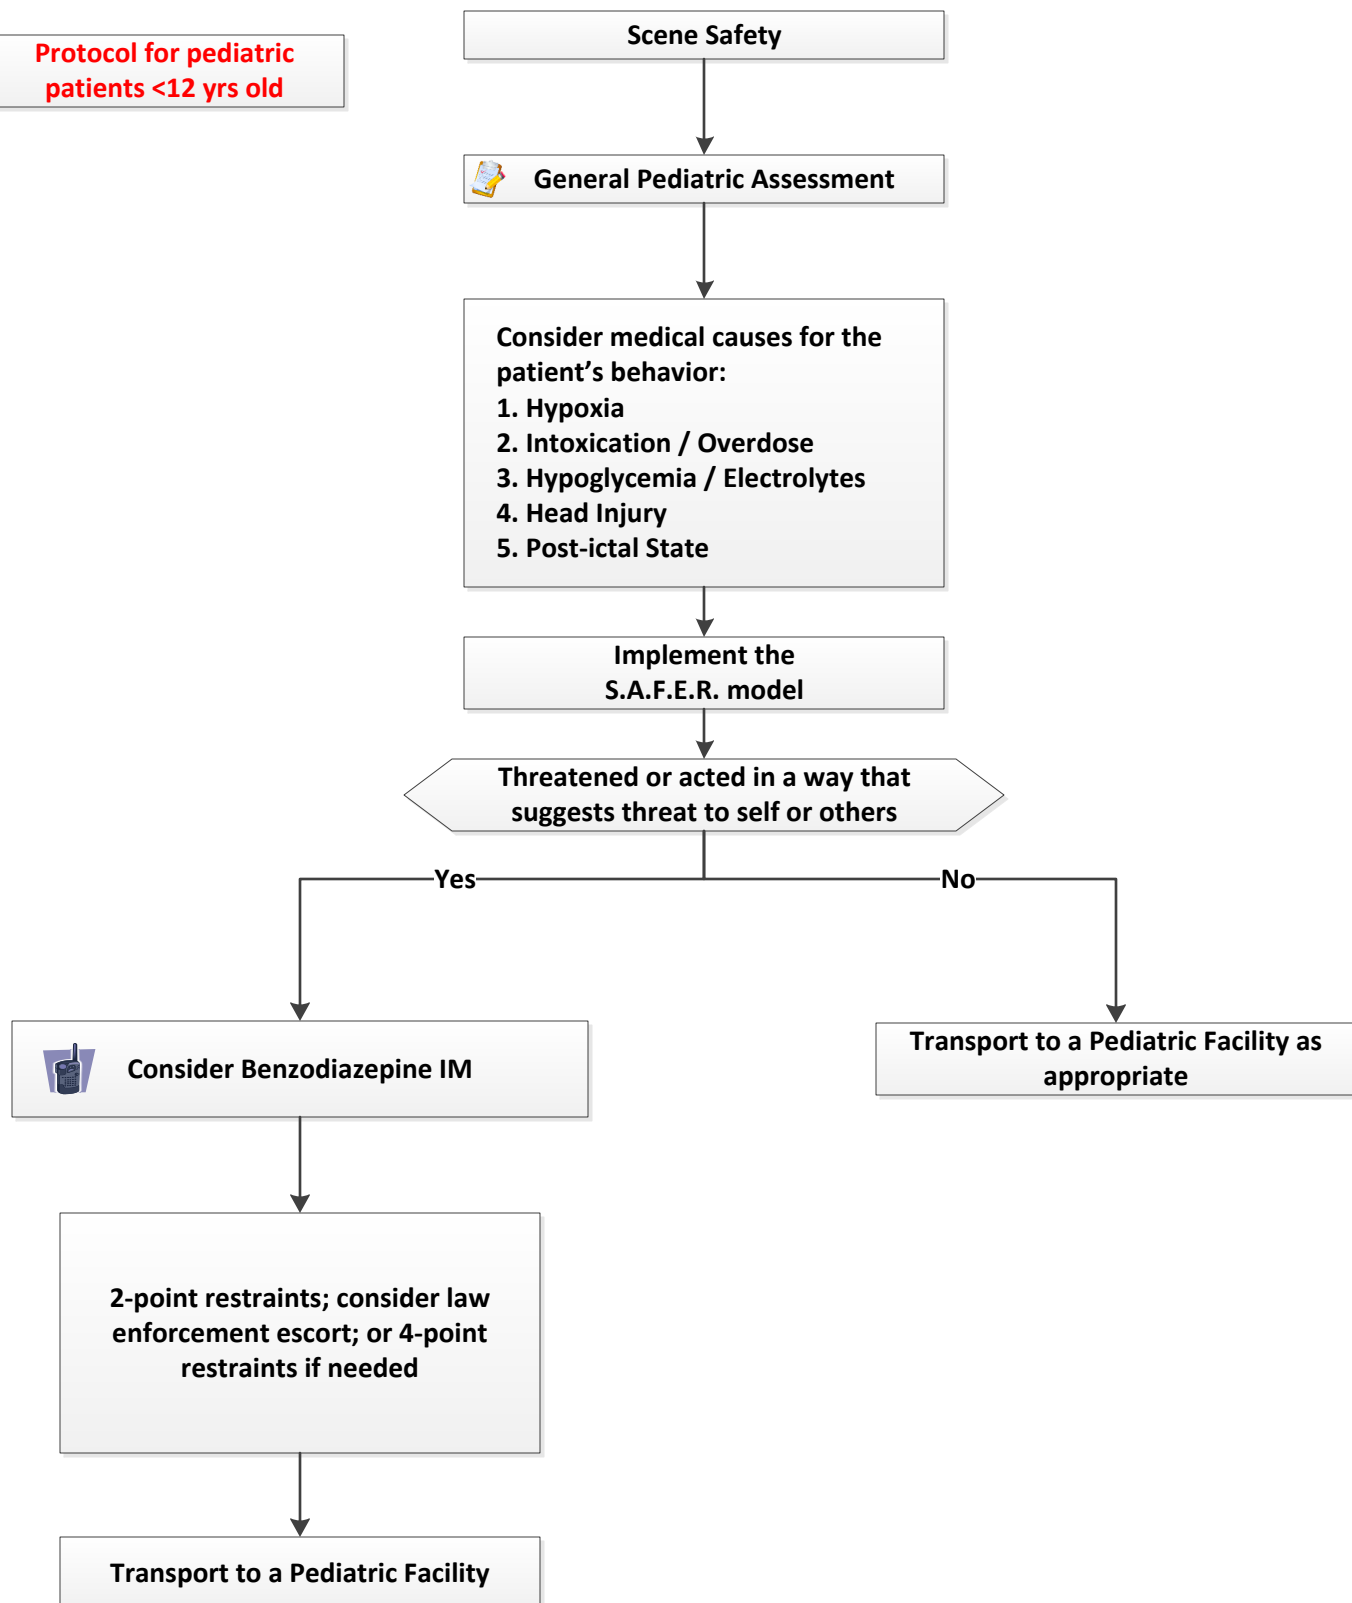 Protocol for pediatric
patients <12 yrs old
Scene Safety
General Pediatric Assessment
Consider medical causes for the
patient’s behavior:
1. Hypoxia
2. Intoxication / Overdose
3. Hypoglycemia / Electrolytes
4. Head Injury
5. Post-ictal State
Implement the
S.A.F.E.R. model
Threatened or acted in a way that
suggests threat to self or others
Yes
No
Consider Benzodiazepine IM
Transport to a Pediatric Facility as
appropriate
2-point restraints; consider law
enforcement escort; or 4-point
restraints if needed
Transport to a Pediatric Facility